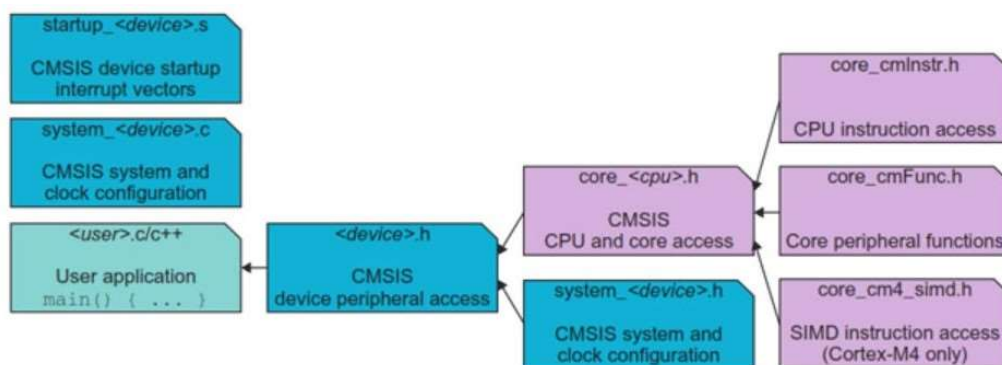 startup_<device>.s
CMSIS device startup
interrupt vectors
system_<device>.c
CMSIS system and
clock configuration
<user>.c/c++
User application
main() { ... }
<device>.h
CMSIS
device peripheral access
core_<cpu>.h
CMSIS
CPU and core access
system_<device>.h
CMSIS system and
clock configuration
core_cmInstr.h
CPU instruction access
core_cmFunc.h
Core peripheral functions
core_cm4_simd.h
SIMD instruction access
(Cortex-M4 only)